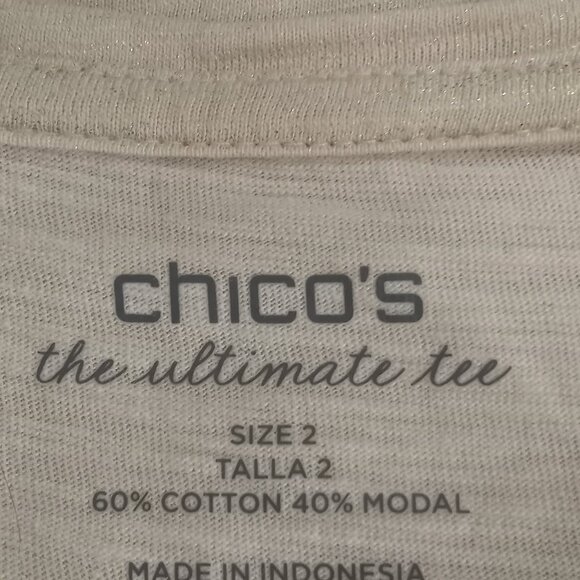 chico's
the ultimate tee
SIZE 2
TALLA 2
60% COTTON 40% MODAL
MADE IN INDONESIA